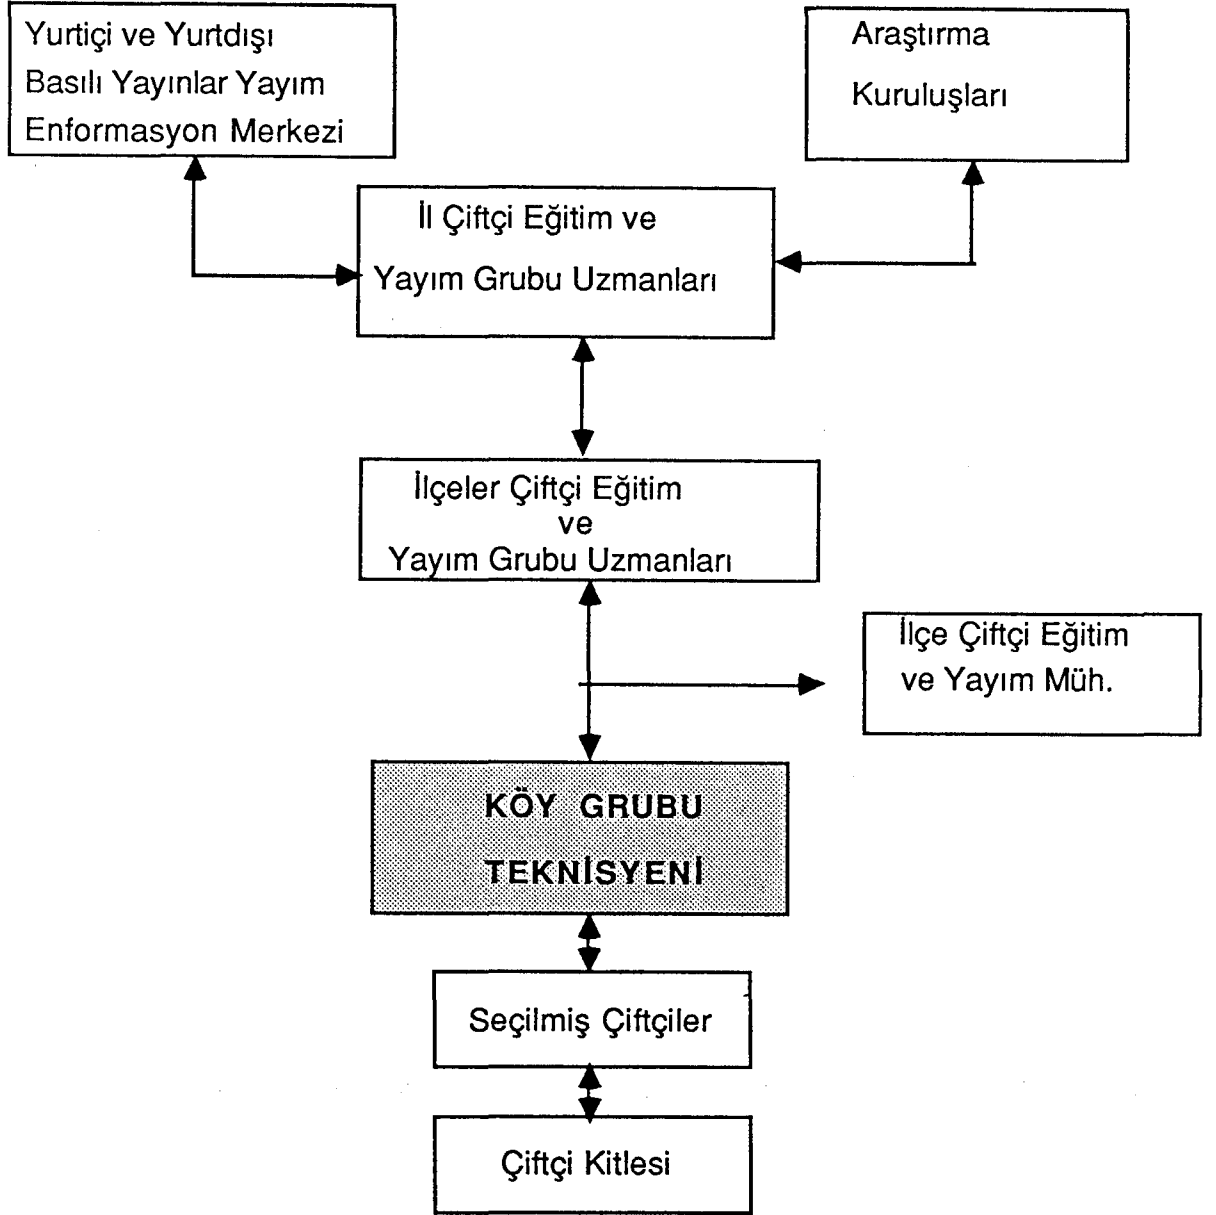 Yurtiçi ve Yurtdışı
Basılı Yayınlar Yayım
Enformasyon Merkezi
Araştırma
Kuruluşları
İl Çiftçi Eğitim ve
Yayım Grubu Uzmanları
İlçeler Çiftçi Eğitim
ve
Yayım Grubu Uzmanları
İlçe Çiftçi Eğitim
ve Yayım Müh.
KÖY GRUBU
TEKNİSYENİ
Seçilmiş Çiftçiler
Çiftçi Kitlesi